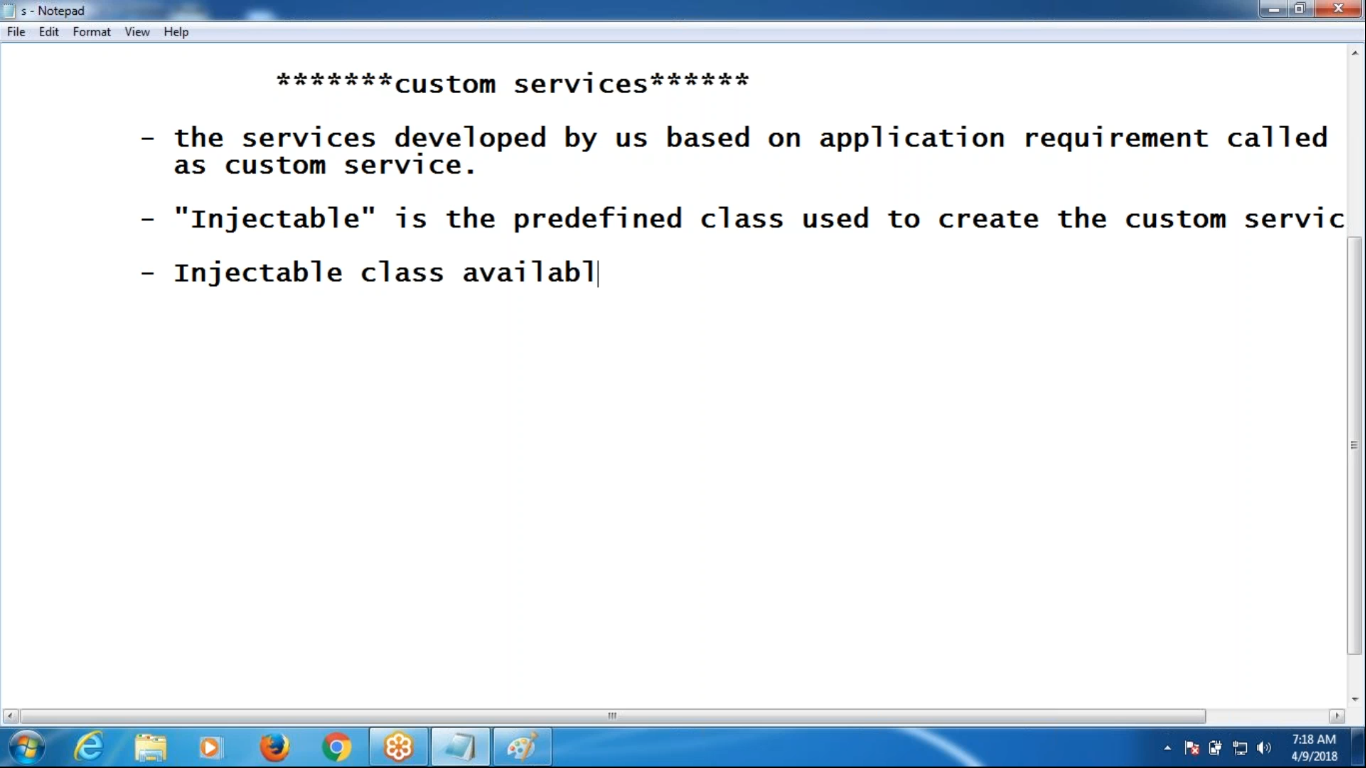 s - Notepad
File Edit Format View Help
*******custom services******
- the services developed by us based on application requirement called
as custom service.
- "Injectable" is the predefined class used to create the custom servic
- Injectable class availabl
7:18 AM
4/9/2018